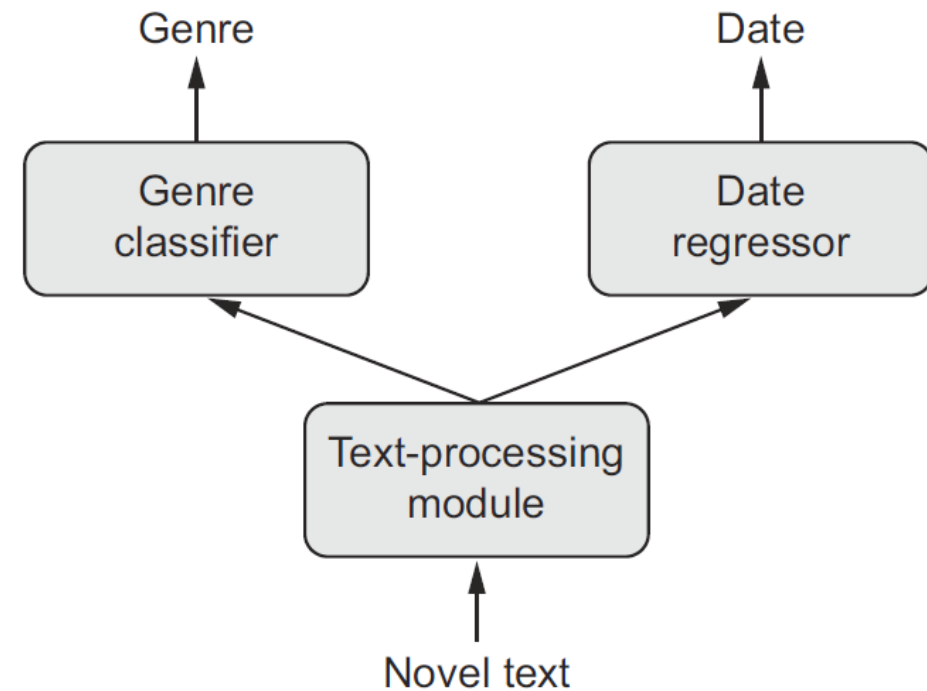 Genre
Date
Genre
classifier
Date
regressor
Text-processing
module
Novel text